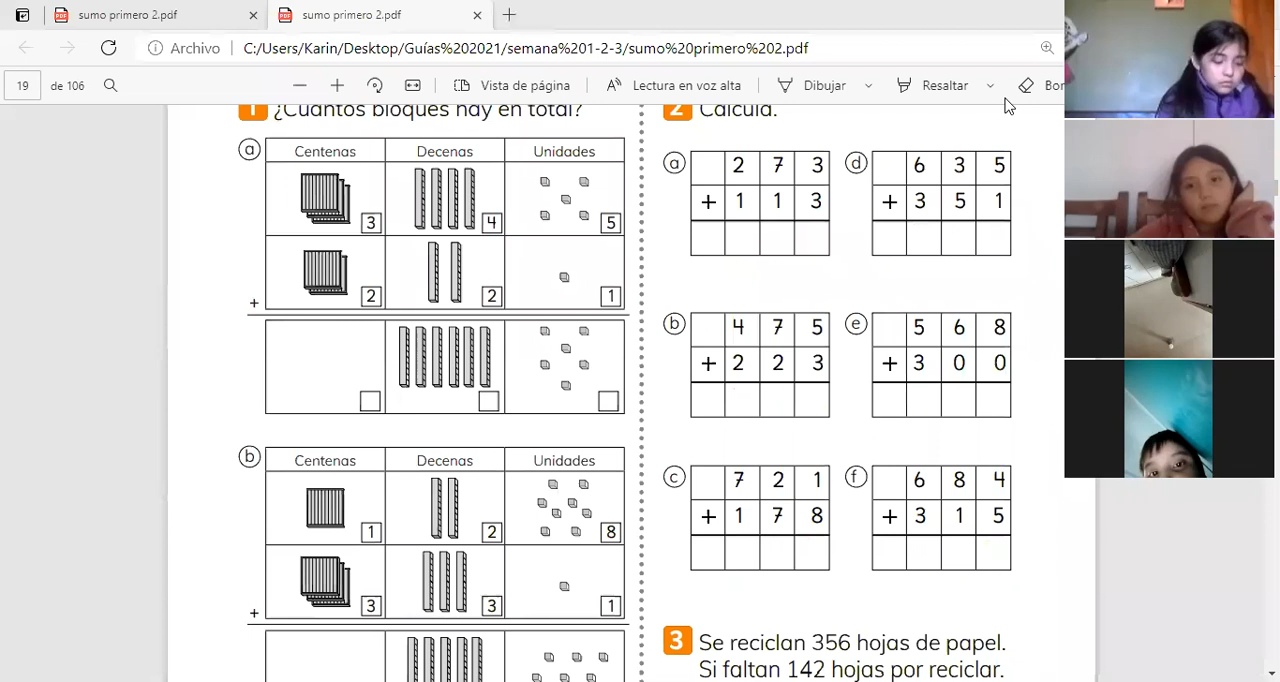 sumo primero 2.pdf
sumo primero 2.pdf
Archivo
C:/Users/Karin/Desktop/Guías%202021/semana%201-2-3/sumo%20primero%202.pdf
19
de 106
Vista de página
Lectura en voz alta
Dibujar
Resaltar
Bor
1 ¿Cuántos bloques hay en total?
a
Centenas Decenas Unidades
3 4 5
+ 2 2 1
b
Centenas Decenas Unidades
1 2 8
+ 3 3 1
2 Calcula.
a
2 7 3
+ 1 1 3
d
6 3 5
+ 3 5 1
b
4 7 5
+ 2 2 3
e
5 6 8
+ 3 0 0
c
7 2 1
+ 1 7 8
f
6 8 4
+ 3 1 5
3 Se reciclan 356 hojas de papel.
Si faltan 142 hojas por reciclar.